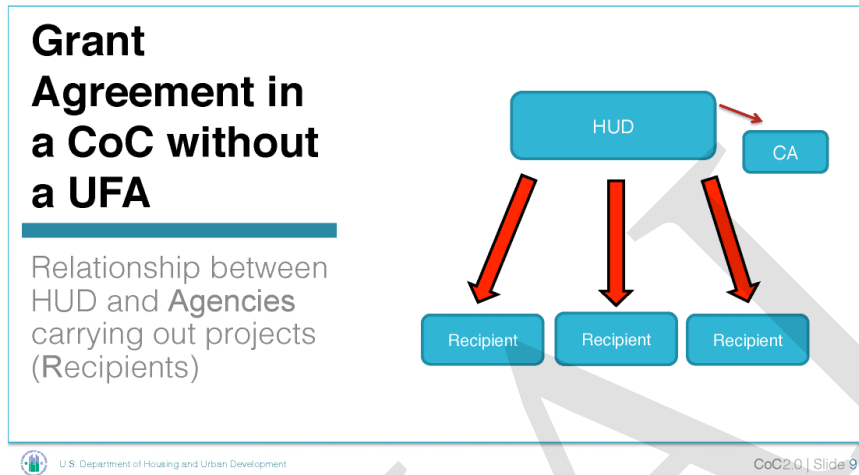 Grant
Agreement in
a CoC without
a UFA
Relationship between
HUD and Agencies
carrying out projects
(Recipients)
HUD
CA
Recipient
Recipient
Recipient
U.S. Department of Housing and Urban Development
CoC2.0 | Slide 9